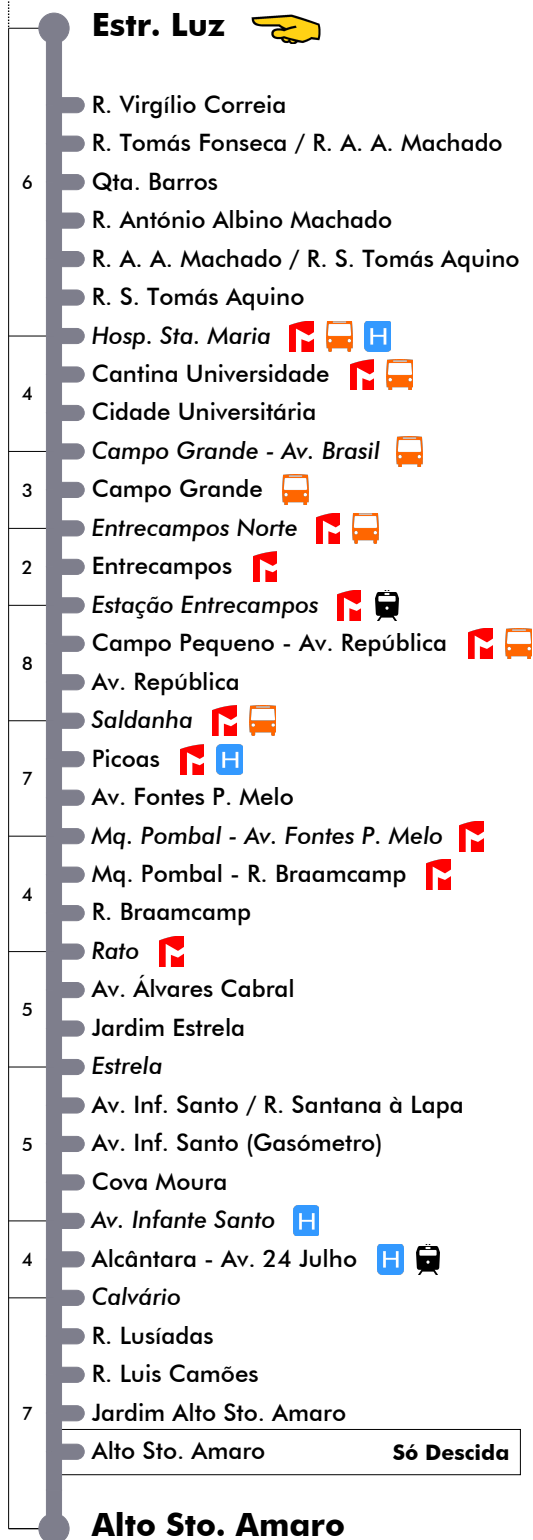 Estr. Luz
R. Virgílio Correia
R. Tomás Fonseca / R. A. A. Machado
6 Qta. Barros
R. António Albino Machado
R. A. A. Machado / R. S. Tomás Aquino
R. S. Tomás Aquino
Hosp. Sta. Maria H
4 Cantina Universidade
Cidade Universitária
Campo Grande - Av. Brasil
3 Campo Grande
Entrecampos Norte
2 Entrecampos
Estação Entrecampos
8 Campo Pequeno - Av. República
Av. República
Saldanha
7 Picoas H
Av. Fontes P. Melo
Mq. Pombal - Av. Fontes P. Melo
4 Mq. Pombal - R. Braamcamp
R. Braamcamp
Rato
5 Av. Álvares Cabral
Jardim Estrela
Estrela
Av. Inf. Santo / R. Santana à Lapa
5 Av. Inf. Santo (Gasómetro)
Cova Moura
Av. Infante Santo H
4 Alcântara - Av. 24 Julho H
Calvário
R. Lusíadas
R. Luis Camões
7 Jardim Alto Sto. Amaro
Alto Sto. Amaro Só Descida
Alto Sto. Amaro